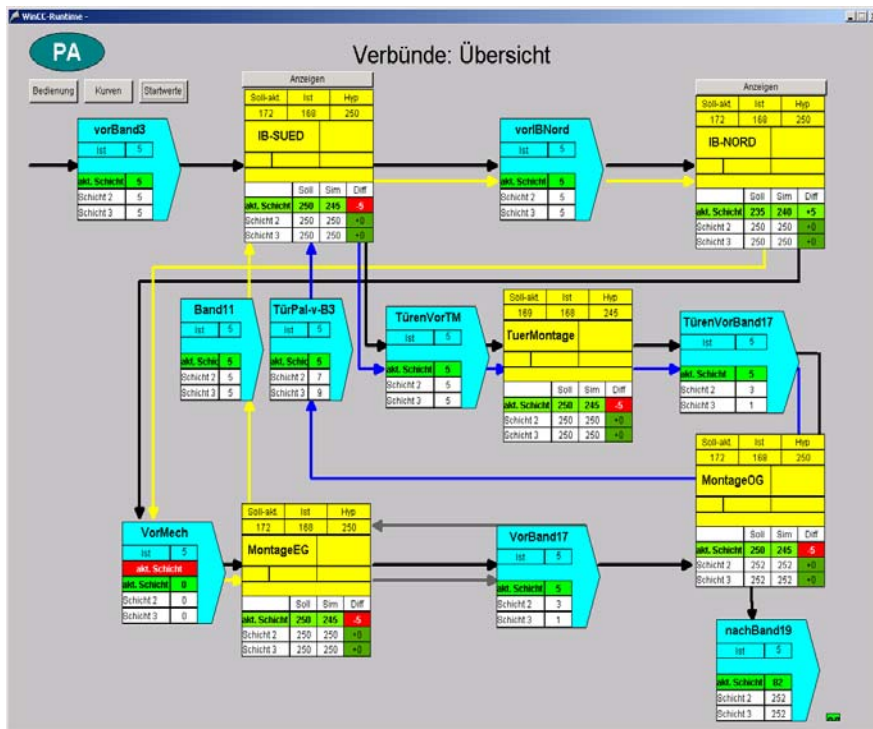 WinCC-Runtime -
PA
Verbünde: Übersicht
Bedienung Kurven Startwerte
Anzeigen
Soll-akt. Ist Hyp
172 168 250
IB-SUED
Soll Sim Diff
akt. Schicht 250 245 -5
Schicht 2 250 250 +0
Schicht 3 250 250 +0
Anzeigen
Soll-akt. Ist Hyp
172 168 250
IB-NORD
Soll Sim Diff
akt. Schicht 235 240 +5
Schicht 2 250 250 +0
Schicht 3 250 250 +0
vorBand3
Ist 5
akt. Schicht 5
Schicht 2 5
Schicht 3 5
vorIBNord
Ist 5
akt. Schicht 5
Schicht 2 5
Schicht 3 5
Band11
Ist 5
akt. Schic 5
Schicht 2 5
Schicht 3 5
TürPal-v-B3
Ist 5
akt. Schicht 5
Schicht 2 7
Schicht 3 9
TürenVorTM
Ist 5
akt. Schicht 5
Schicht 2 5
Schicht 3 5
Soll-akt. Ist Hyp
169 168 245
TuerMontage
Soll Sim Diff
akt. Schicht 250 245 -5
Schicht 2 250 250 +0
Schicht 3 250 250 +0
TürenVorBand17
Ist 5
akt. Schicht 5
Schicht 2 3
Schicht 3 1
Soll-akt. Ist Hyp
172 168 250
MontageOG
Soll Sim Diff
akt. Schicht 250 245 -5
Schicht 2 252 252 +0
Schicht 3 252 252 +0
VorMech
Ist 5
akt. Schicht
akt. Schicht 0
Schicht 2 0
Schicht 3 0
Soll-akt. Ist Hyp
172 168 250
MontageEG
Soll Sim Diff
akt. Schicht 250 245 -5
Schicht 2 250 250 +0
Schicht 3 250 250 +0
VorBand17
Ist 5
akt. Schicht 5
Schicht 2 3
Schicht 3 1
nachBand19
Ist 5
akt. Schicht 82
Schicht 2 252
Schicht 3 252